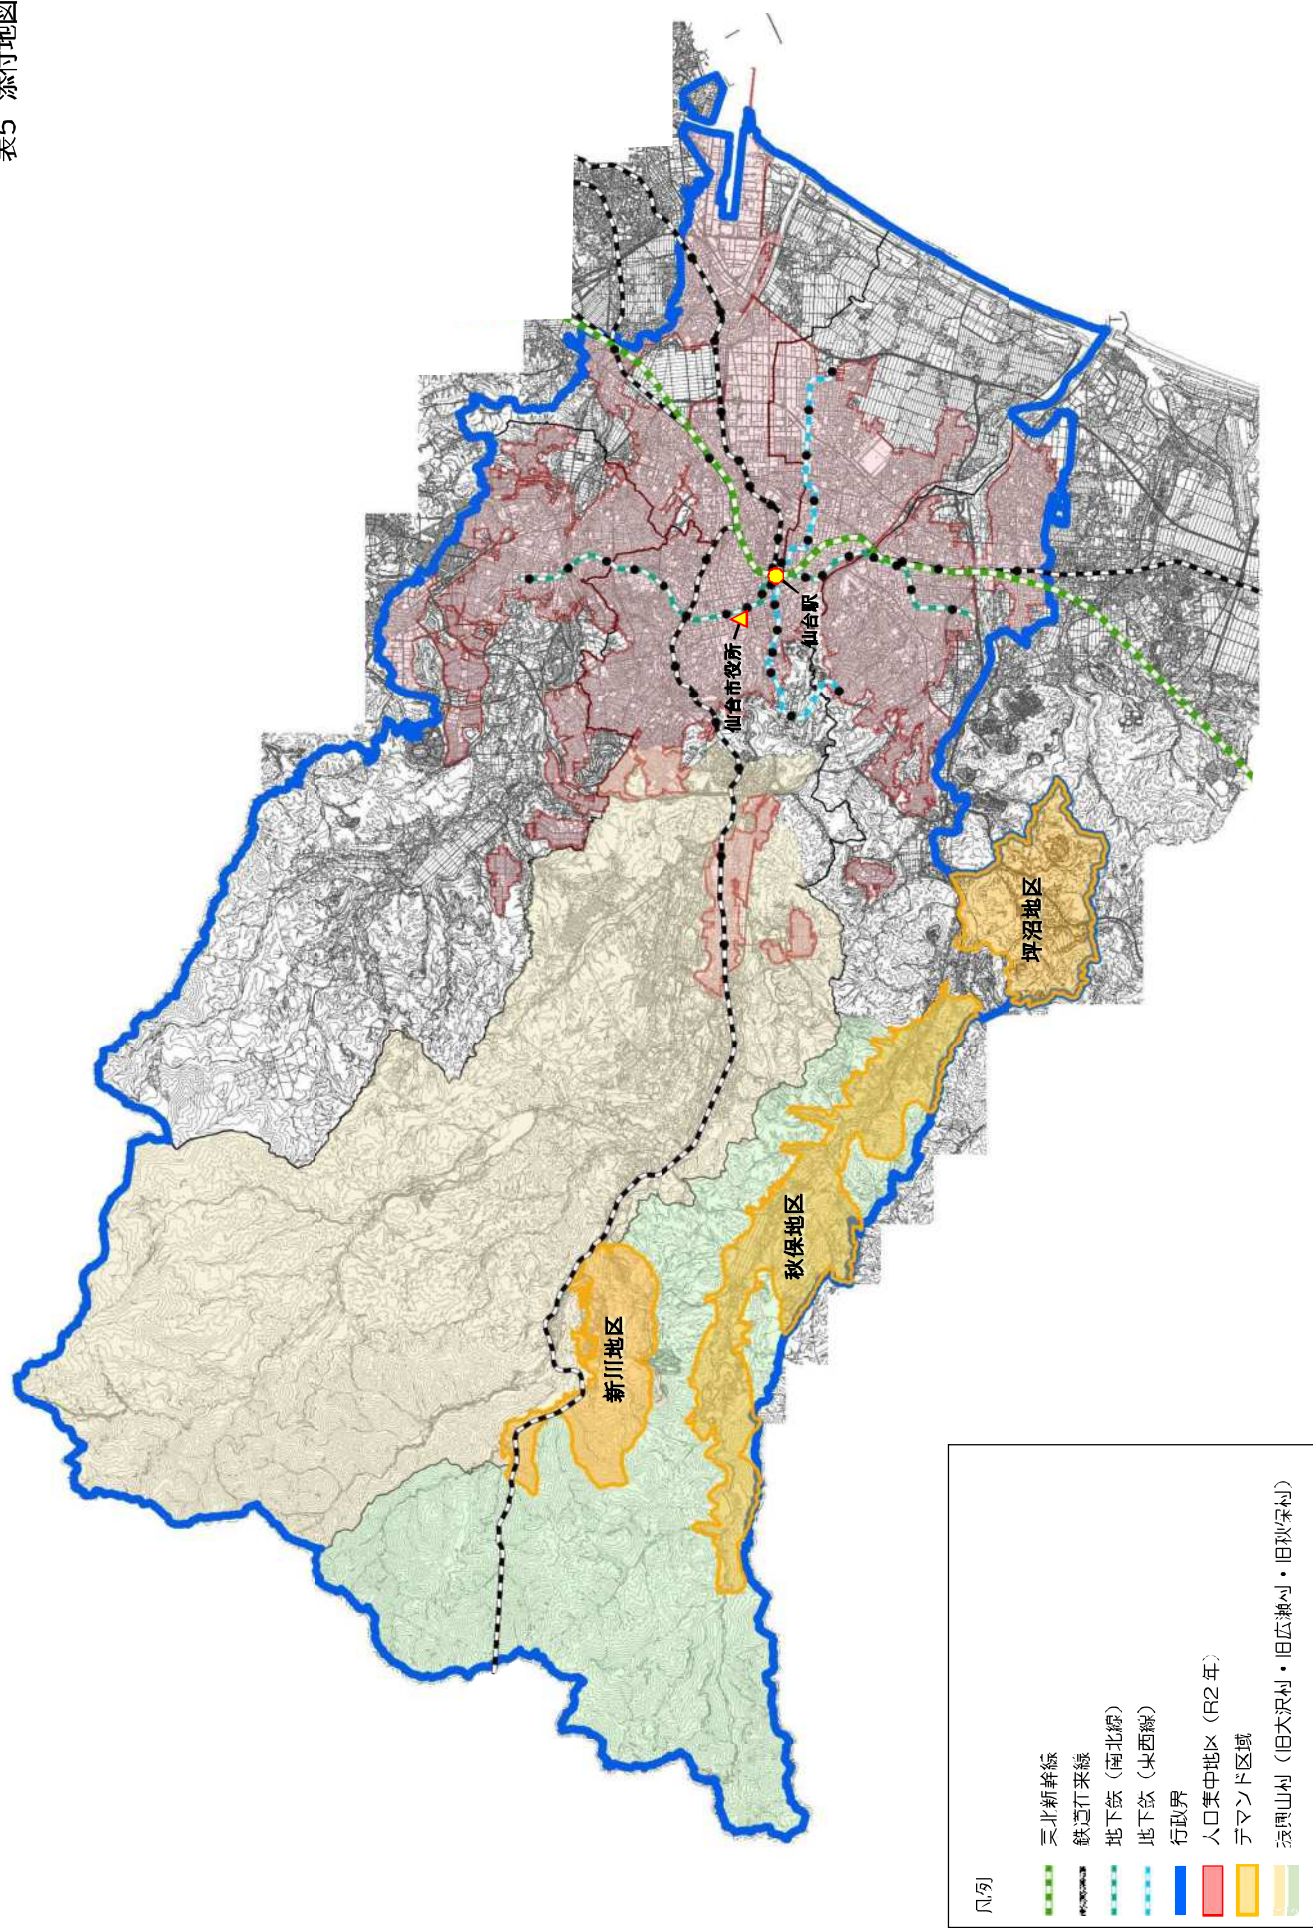 表5 添付地図
仙台市役所
仙台駅
坪沼地区
秋保地区
新川地区
凡例
東北新幹線
鉄道在来線
地下鉄（南北線）
地下鉄（東西線）
行政界
人口集中地区（R2 年）
デマンド区域
振興山村（旧大沢村・旧広瀬村・旧秋保村）